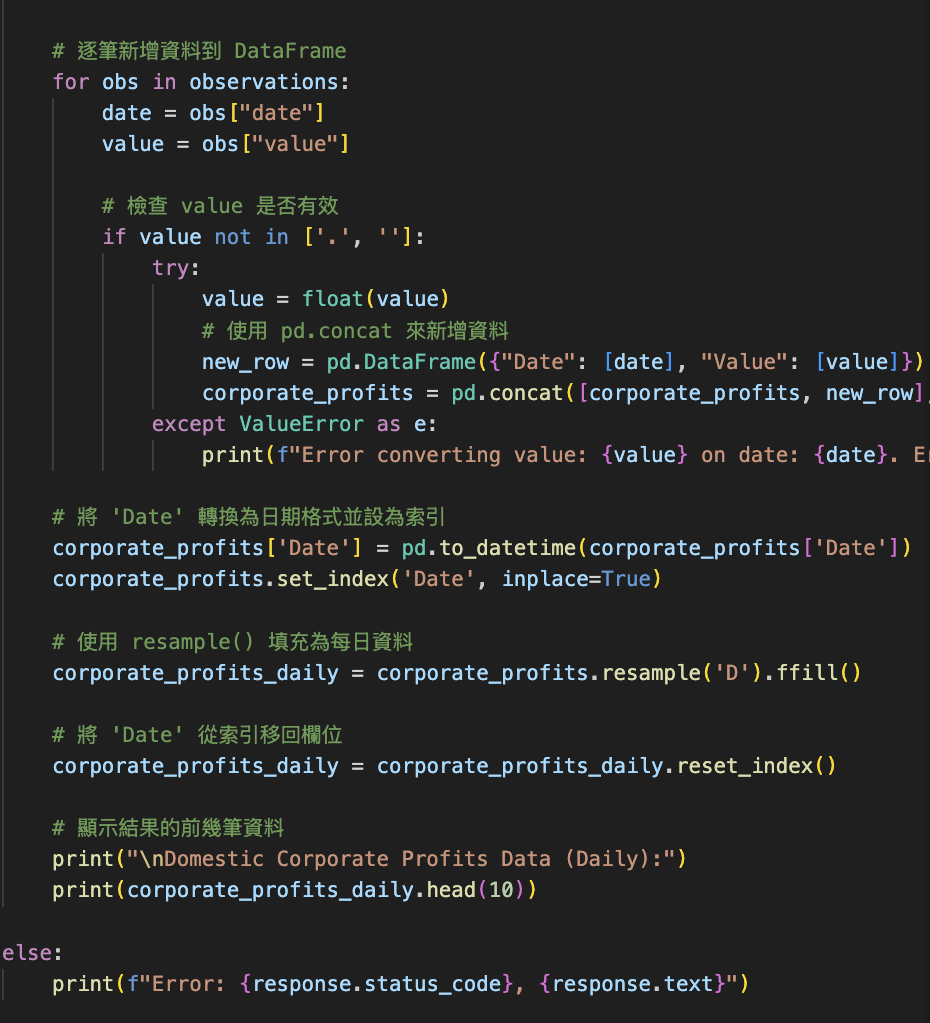 # 逐筆新增資料到 DataFrame
for obs in observations:
date = obs["date"]
value = obs["value"]
# 檢查 value 是否有效
if value not in ['.', '']:
try:
value = float(value)
# 使用 pd.concat 來新增資料
new_row = pd.DataFrame({"Date": [date], "Value": [value]})
corporate_profits = pd.concat([corporate_profits, new_row],
except ValueError as e:
print(f"Error converting value: {value} on date: {date}. Er
# 將 'Date' 轉換為日期格式並設為索引
corporate_profits['Date'] = pd.to_datetime(corporate_profits['Date'])
corporate_profits.set_index('Date', inplace=True)
# 使用 resample() 填充為每日資料
corporate_profits_daily = corporate_profits.resample('D').ffill()
# 將 'Date' 從索引移回欄位
corporate_profits_daily = corporate_profits_daily.reset_index()
# 顯示結果的前幾筆資料
print("\nDomestic Corporate Profits Data (Daily):")
print(corporate_profits_daily.head(10))
else:
print(f"Error: {response.status_code}, {response.text}")